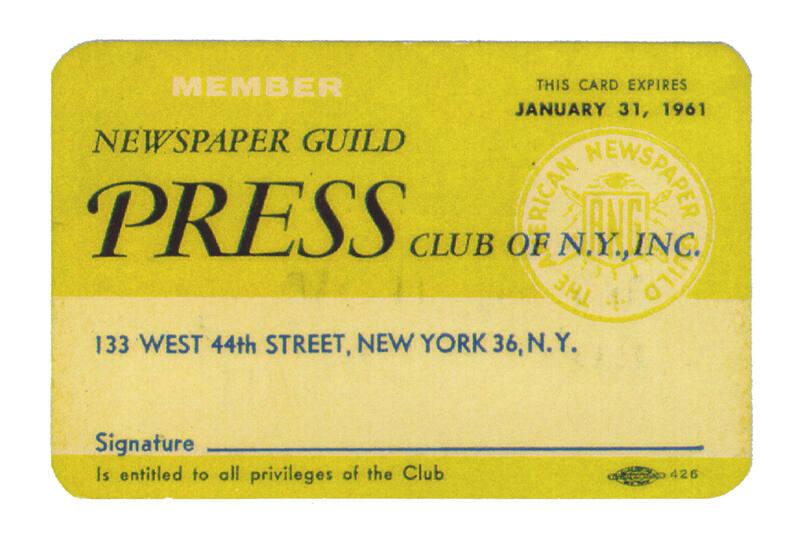 MEMBER
THIS CARD EXPIRES
JANUARY 31, 1961
NEWSPAPER GUILD
PRESS CLUB OF N.Y., INC.
THE AMERICAN NEWSPAPER GUILD
ANG
133 WEST 44th STREET, NEW YORK 36, N.Y.
Signature
Is entitled to all privileges of the Club
426